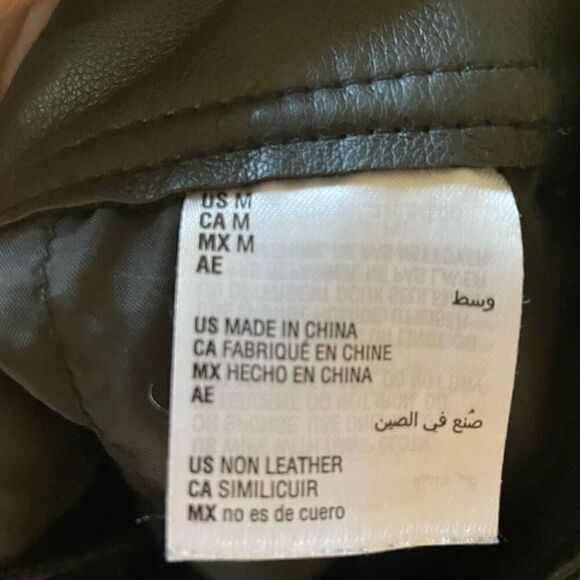 US M
CA M
MX M
AE
وسط
US MADE IN CHINA
CA FABRIQUÉ EN CHINE
MX HECHO EN CHINA
AE
صُنع في الصين
US NON LEATHER
CA SIMILICUIR
MX no es de cuero